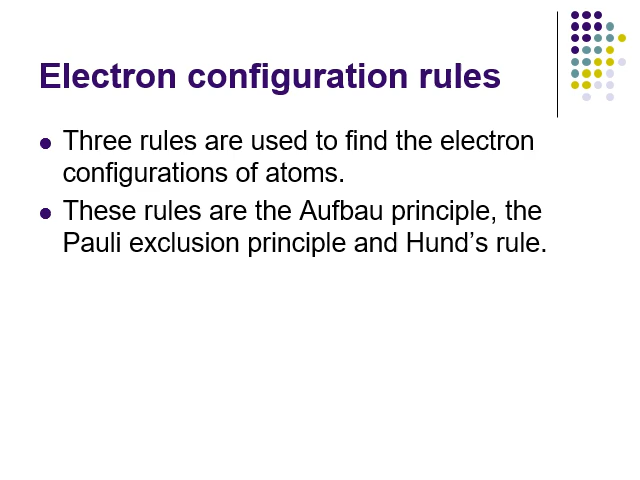 Electron configuration rules
Three rules are used to find the electron
configurations of atoms.
These rules are the Aufbau principle, the
Pauli exclusion principle and Hund’s rule.